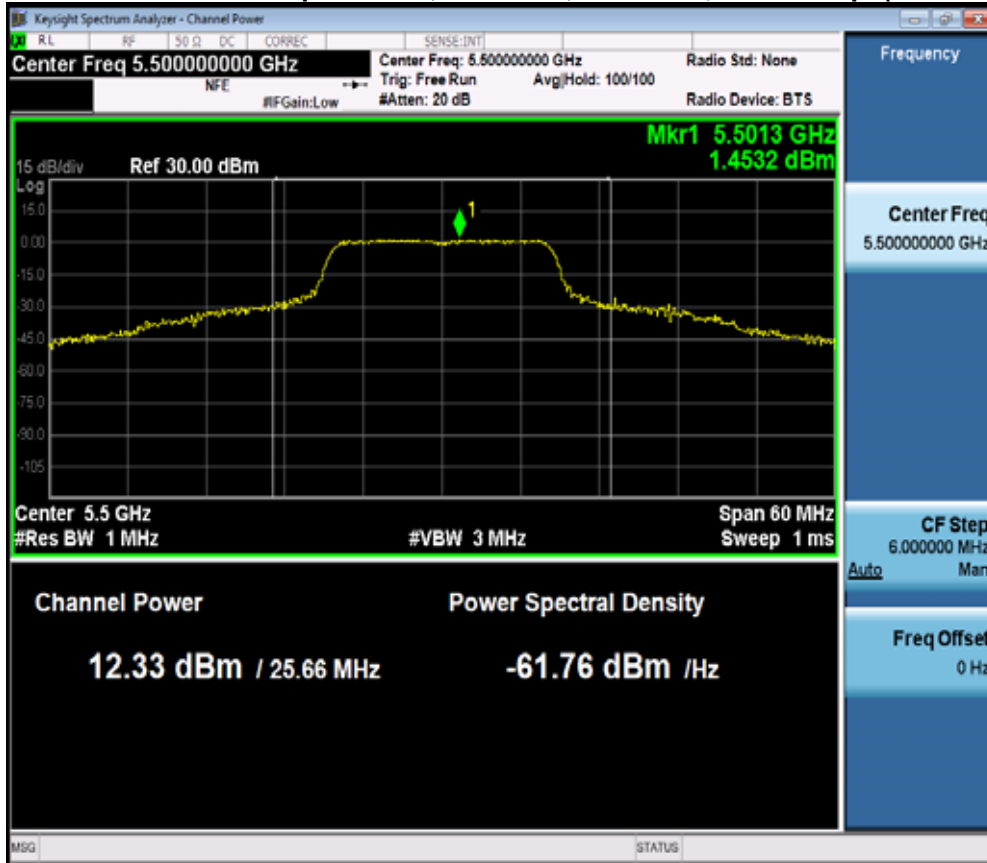 Keysight Spectrum Analyzer - Channel Power
RL RF 50 Ω DC CORREC SENSE:INT
Center Freq 5.500000000 GHz
NFE
#IFGain:Low
Center Freq: 5.500000000 GHz
Trig: Free Run Avg|Hold: 100/100
#Atten: 20 dB
Radio Std: None
Radio Device: BTS
Mkr1 5.5013 GHz
1.4532 dBm
15 dB/div Ref 30.00 dBm
Log
15.0
0.00
-15.0
-30.0
-45.0
-60.0
-75.0
-90.0
-105
1
Center 5.5 GHz Span 60 MHz
#Res BW 1 MHz #VBW 3 MHz Sweep 1 ms
Channel Power Power Spectral Density
12.33 dBm / 25.66 MHz -61.76 dBm /Hz
Frequency
Center Freq
5.500000000 GHz
CF Step
6.000000 MHz
Auto Man
Freq Offset
0 Hz
MSG STATUS